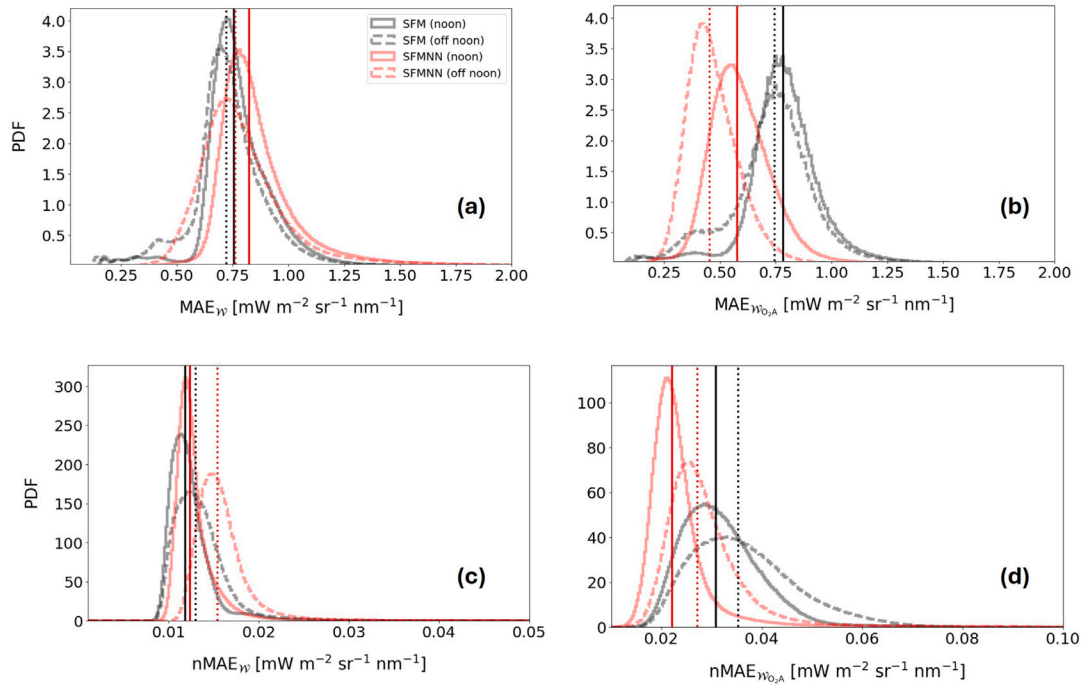 4.0
3.5
3.0
2.5
2.0
1.5
1.0
0.5
PDF
0.25 0.50 0.75 1.00 1.25 1.50 1.75 2.00
MAE𝒲 [mW m⁻² sr⁻¹ nm⁻¹]
SFM (noon)
SFM (off noon)
SFMNN (noon)
SFMNN (off noon)
(a)
4.0
3.5
3.0
2.5
2.0
1.5
1.0
0.5
0.25 0.50 0.75 1.00 1.25 1.50 1.75 2.00
MAE𝒲O₂A [mW m⁻² sr⁻¹ nm⁻¹]
(b)
300
250
200
150
100
50
0
PDF
0.01 0.02 0.03 0.04 0.05
nMAE𝒲 [mW m⁻² sr⁻¹ nm⁻¹]
(c)
100
80
60
40
20
0
0.02 0.04 0.06 0.08 0.10
nMAE𝒲O₂A [mW m⁻² sr⁻¹ nm⁻¹]
(d)